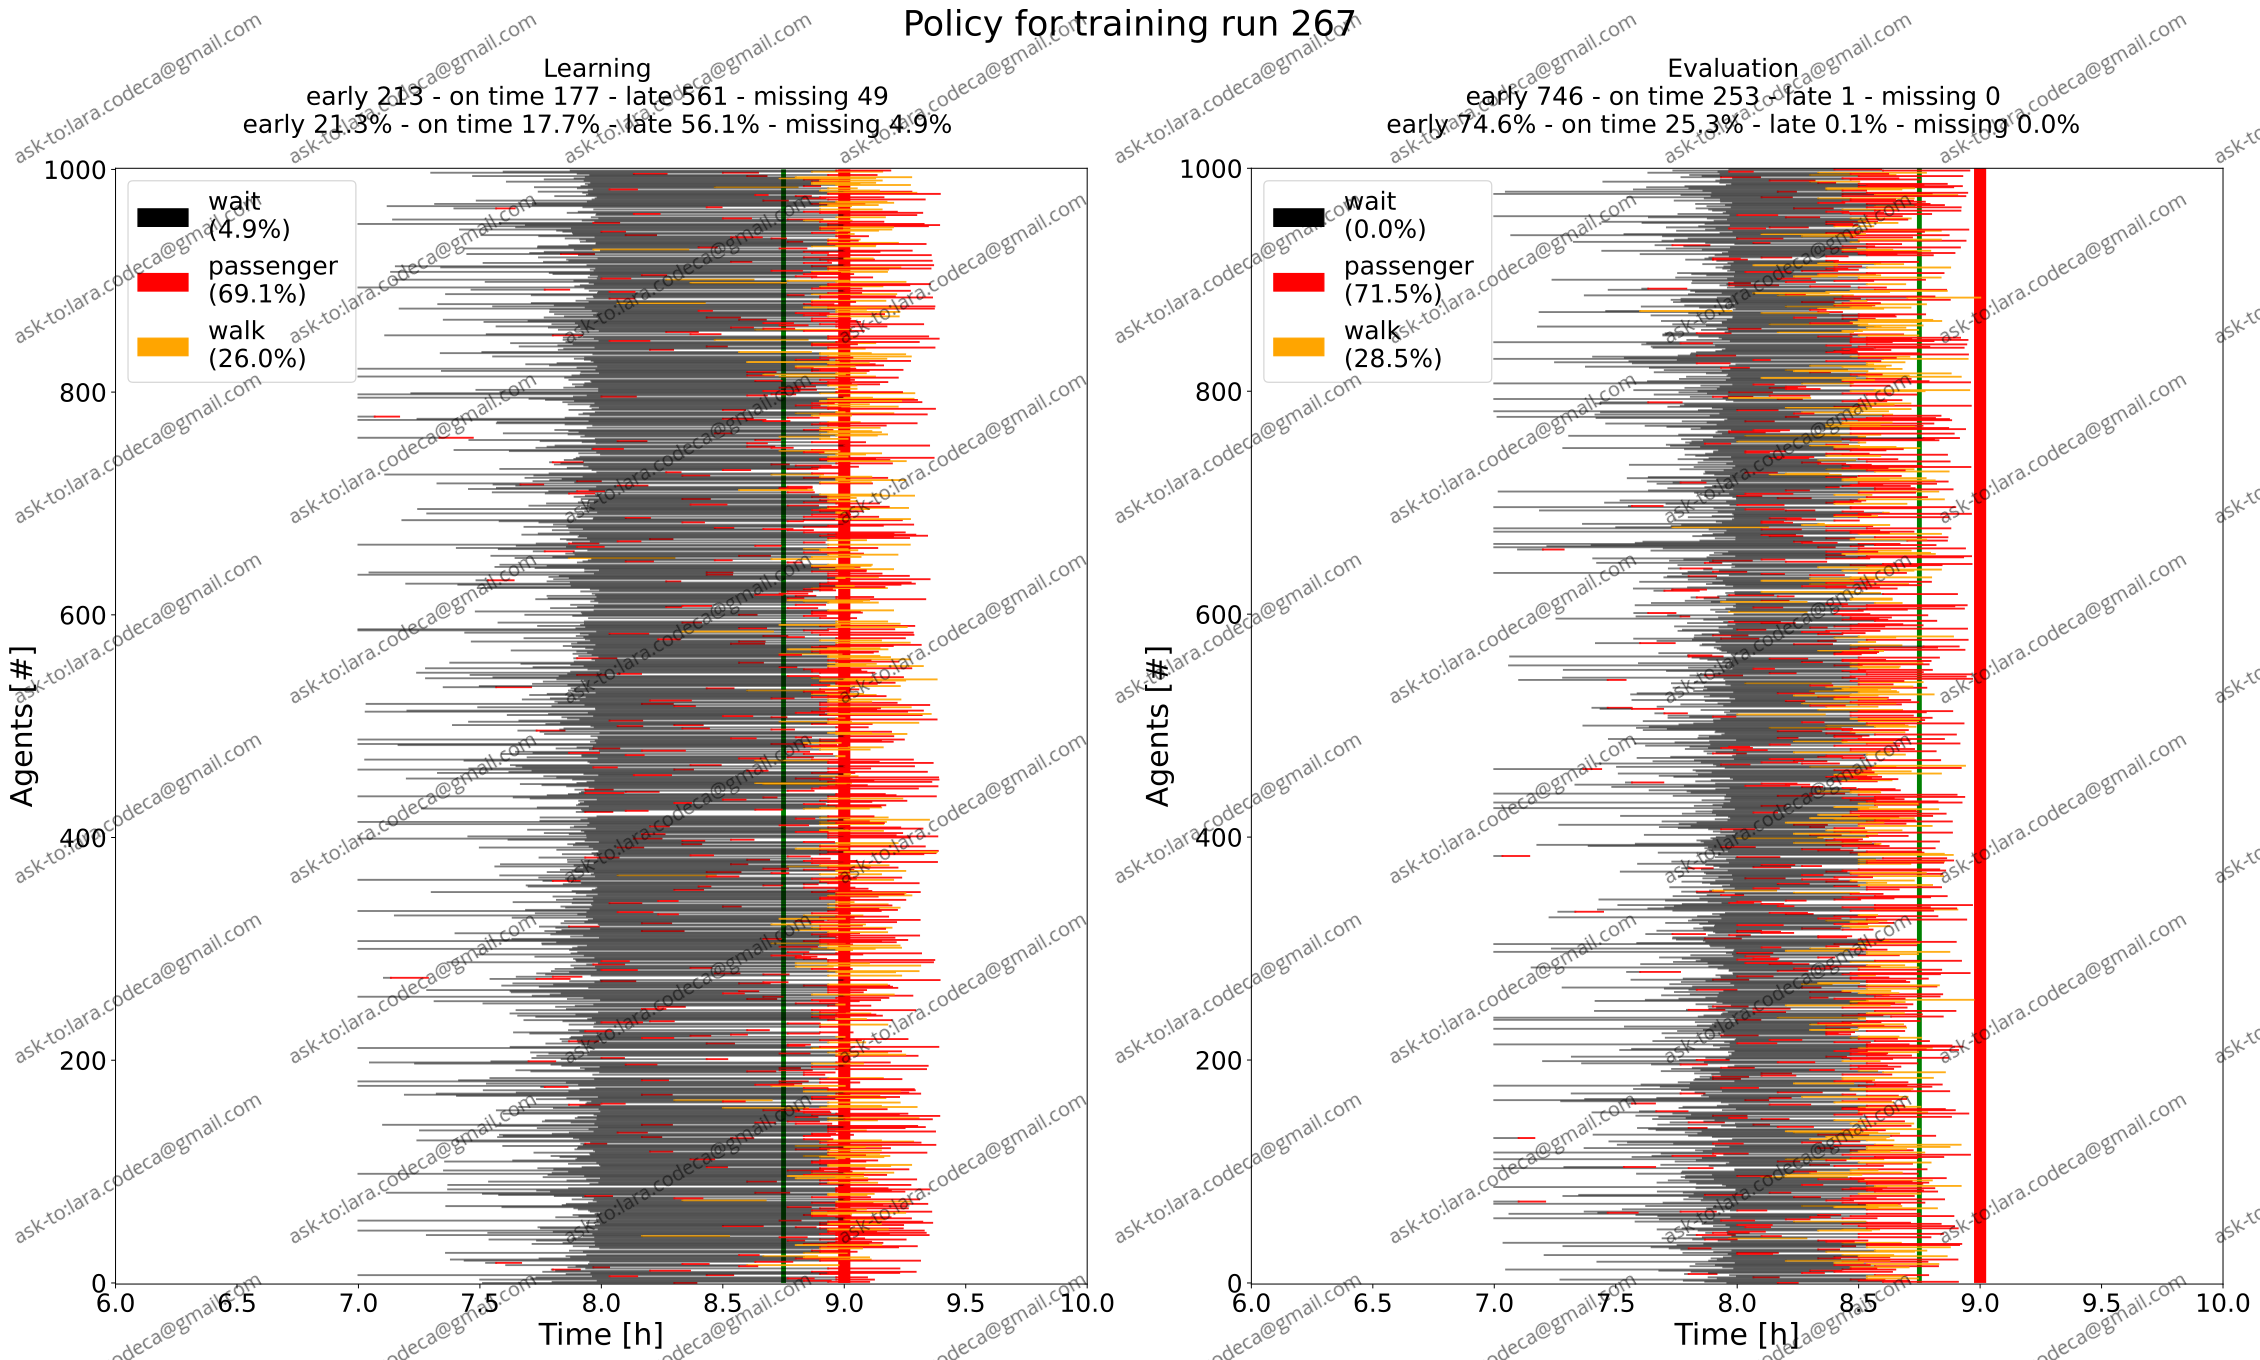 Policy for training run 267
Learning
early 213 - on time 177 - late 561 - missing 49
early 21.3% - on time 17.7% - late 56.1% - missing 4.9%
1000
800
600
400
200
0
Agents [#]
wait
(4.9%)
passenger
(69.1%)
walk
(26.0%)
6.0 6.5 7.0 7.5 8.0 8.5 9.0 9.5 10.0
Time [h]
Evaluation
early 746 - on time 253 - late 1 - missing 0
early 74.6% - on time 25.3% - late 0.1% - missing 0.0%
1000
800
600
400
200
0
Agents [#]
wait
(0.0%)
passenger
(71.5%)
walk
(28.5%)
6.0 6.5 7.0 7.5 8.0 8.5 9.0 9.5 10.0
Time [h]
ask-to:lara.codeca@gmail.com